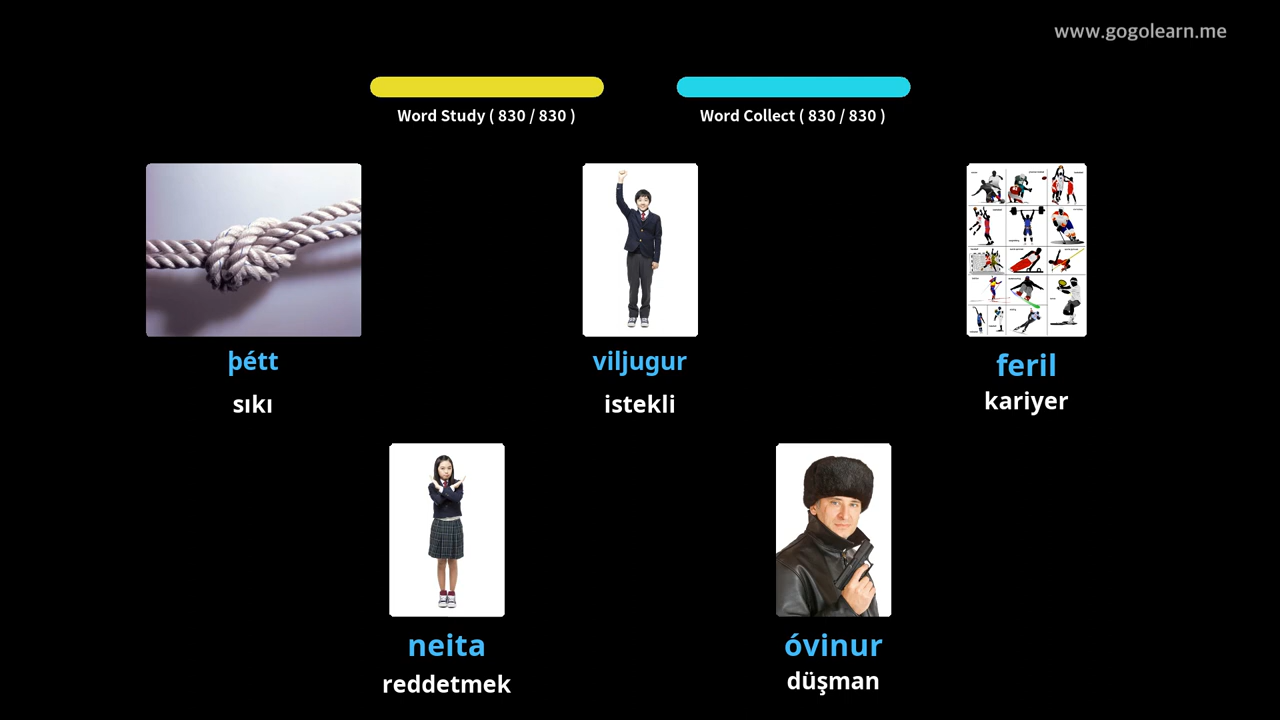 www.gogolearn.me
Word Study ( 830 / 830 )
Word Collect ( 830 / 830 )
þétt
sıkı
viljugur
istekli
feril
kariyer
neita
reddetmek
óvinur
düşman